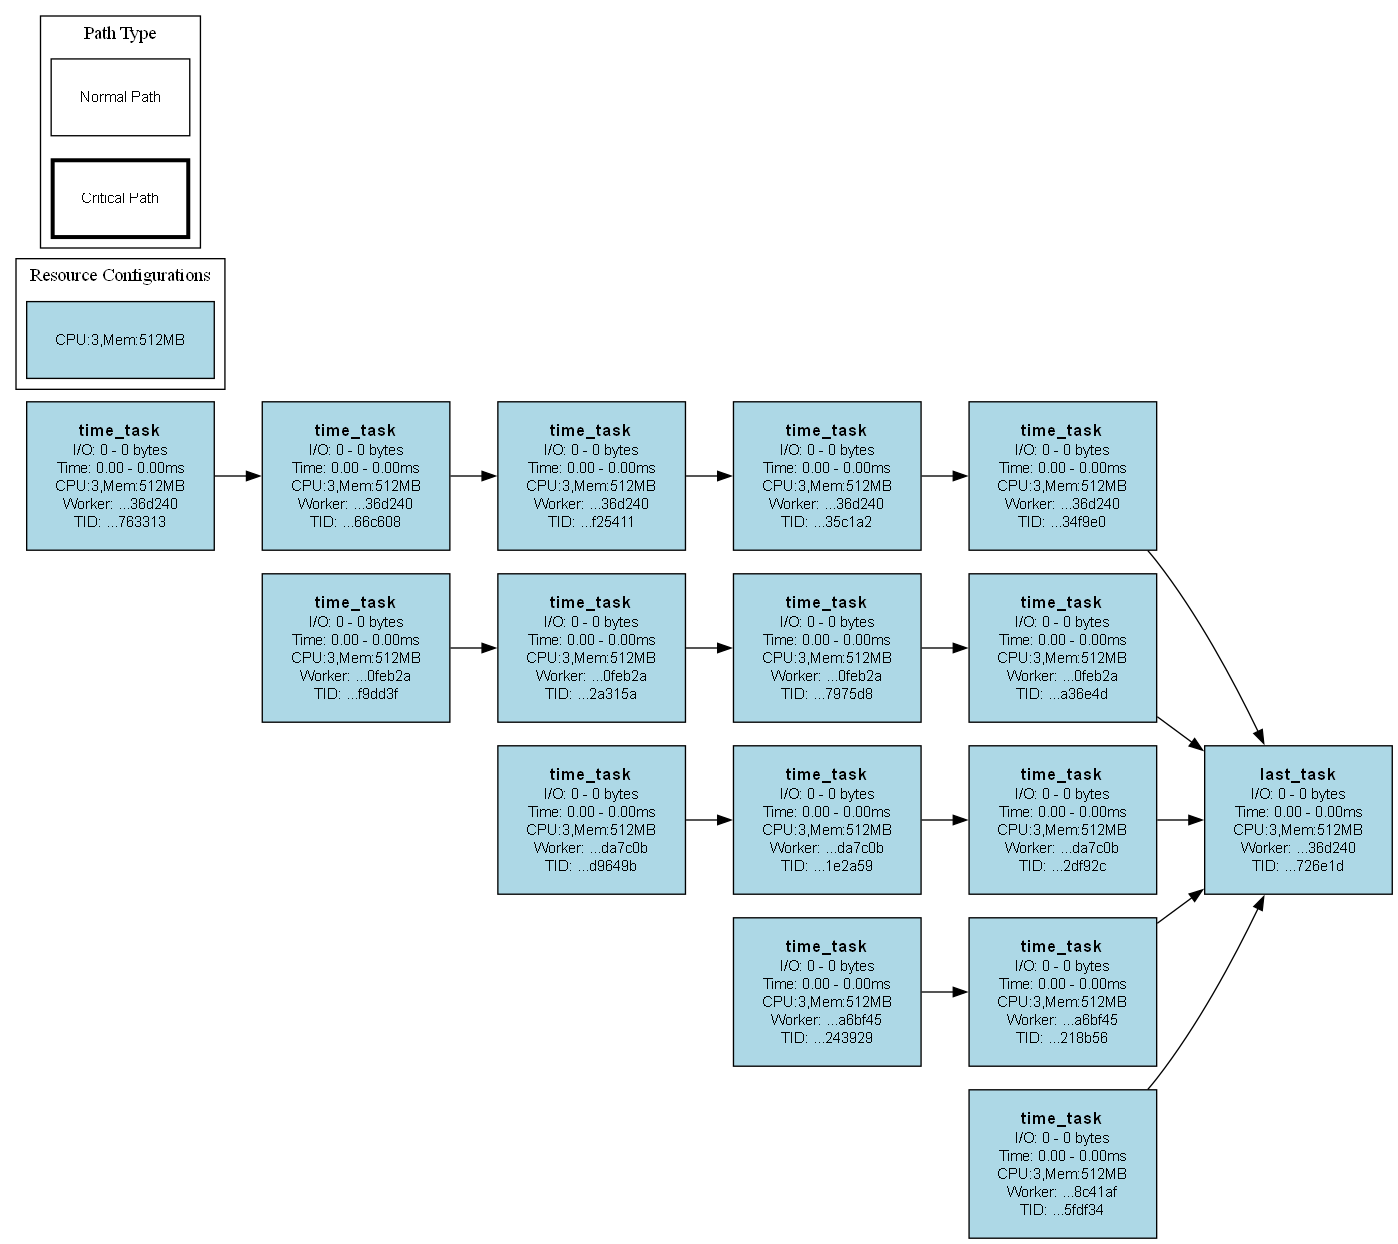 Path Type
Normal Path
Critical Path
Resource Configurations
CPU:3,Mem:512MB
time_task
I/O: 0 - 0 bytes
Time: 0.00 - 0.00ms
CPU:3,Mem:512MB
Worker: ...36d240
TID: ...763313
time_task
I/O: 0 - 0 bytes
Time: 0.00 - 0.00ms
CPU:3,Mem:512MB
Worker: ...36d240
TID: ...66c608
time_task
I/O: 0 - 0 bytes
Time: 0.00 - 0.00ms
CPU:3,Mem:512MB
Worker: ...36d240
TID: ...f25411
time_task
I/O: 0 - 0 bytes
Time: 0.00 - 0.00ms
CPU:3,Mem:512MB
Worker: ...36d240
TID: ...35c1a2
time_task
I/O: 0 - 0 bytes
Time: 0.00 - 0.00ms
CPU:3,Mem:512MB
Worker: ...36d240
TID: ...34f9e0
time_task
I/O: 0 - 0 bytes
Time: 0.00 - 0.00ms
CPU:3,Mem:512MB
Worker: ...0feb2a
TID: ...f9dd3f
time_task
I/O: 0 - 0 bytes
Time: 0.00 - 0.00ms
CPU:3,Mem:512MB
Worker: ...0feb2a
TID: ...2a315a
time_task
I/O: 0 - 0 bytes
Time: 0.00 - 0.00ms
CPU:3,Mem:512MB
Worker: ...0feb2a
TID: ...7975d8
time_task
I/O: 0 - 0 bytes
Time: 0.00 - 0.00ms
CPU:3,Mem:512MB
Worker: ...0feb2a
TID: ...a36e4d
time_task
I/O: 0 - 0 bytes
Time: 0.00 - 0.00ms
CPU:3,Mem:512MB
Worker: ...da7c0b
TID: ...d9649b
time_task
I/O: 0 - 0 bytes
Time: 0.00 - 0.00ms
CPU:3,Mem:512MB
Worker: ...da7c0b
TID: ...1e2a59
time_task
I/O: 0 - 0 bytes
Time: 0.00 - 0.00ms
CPU:3,Mem:512MB
Worker: ...da7c0b
TID: ...2df92c
last_task
I/O: 0 - 0 bytes
Time: 0.00 - 0.00ms
CPU:3,Mem:512MB
Worker: ...36d240
TID: ...726e1d
time_task
I/O: 0 - 0 bytes
Time: 0.00 - 0.00ms
CPU:3,Mem:512MB
Worker: ...a6bf45
TID: ...243929
time_task
I/O: 0 - 0 bytes
Time: 0.00 - 0.00ms
CPU:3,Mem:512MB
Worker: ...a6bf45
TID: ...218b56
time_task
I/O: 0 - 0 bytes
Time: 0.00 - 0.00ms
CPU:3,Mem:512MB
Worker: ...8c41af
TID: ...5fdf34